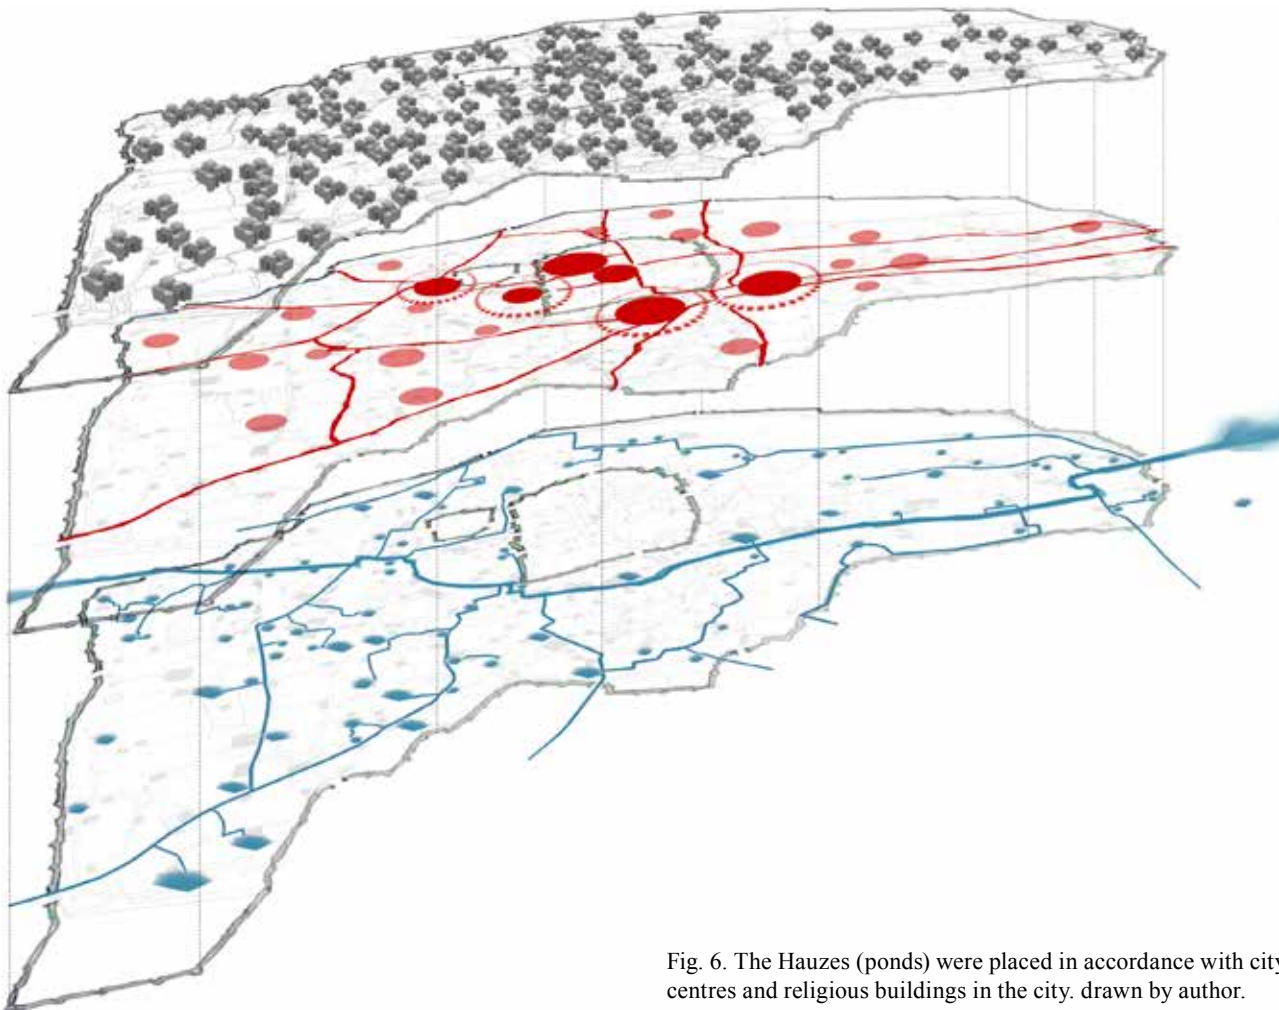 Fig. 6. The Hauzes (ponds) were placed in accordance with city
centres and religious buildings in the city. drawn by author.